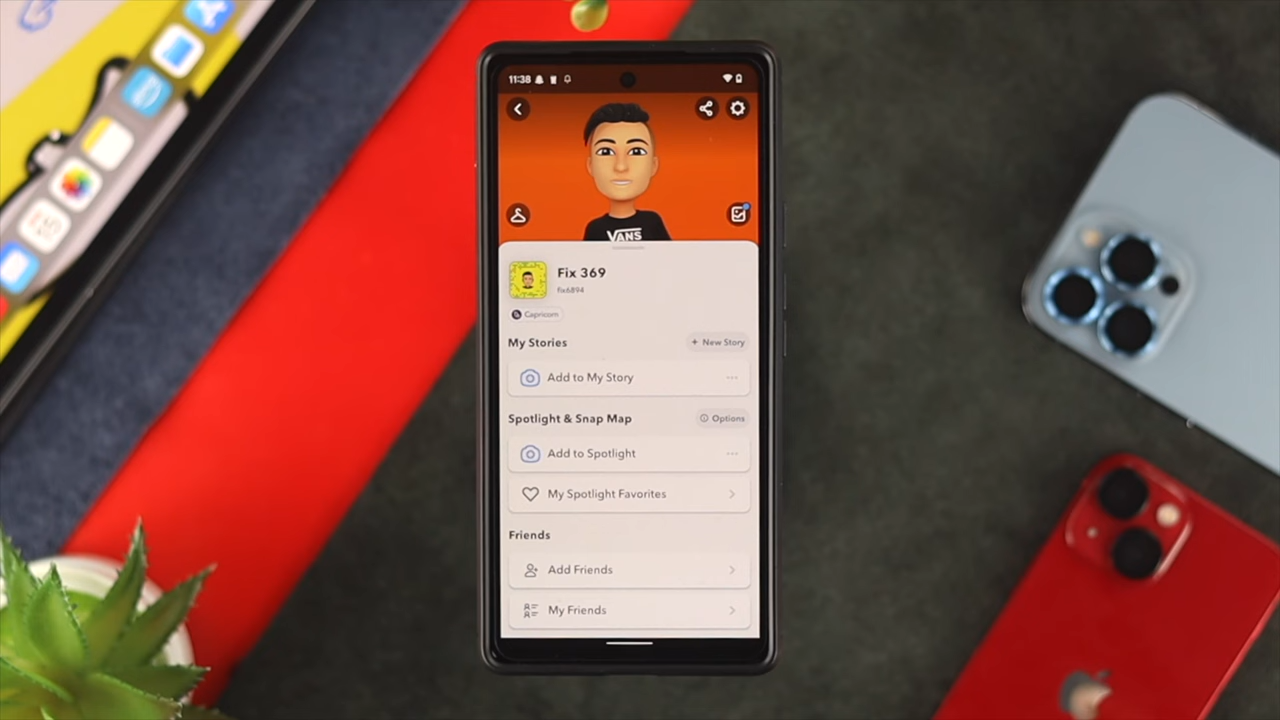 11:38
VANS
Fix 369
fix6894
Capricorn
My Stories
+ New Story
Add to My Story
Spotlight & Snap Map
Options
Add to Spotlight
My Spotlight Favorites
Friends
Add Friends
My Friends